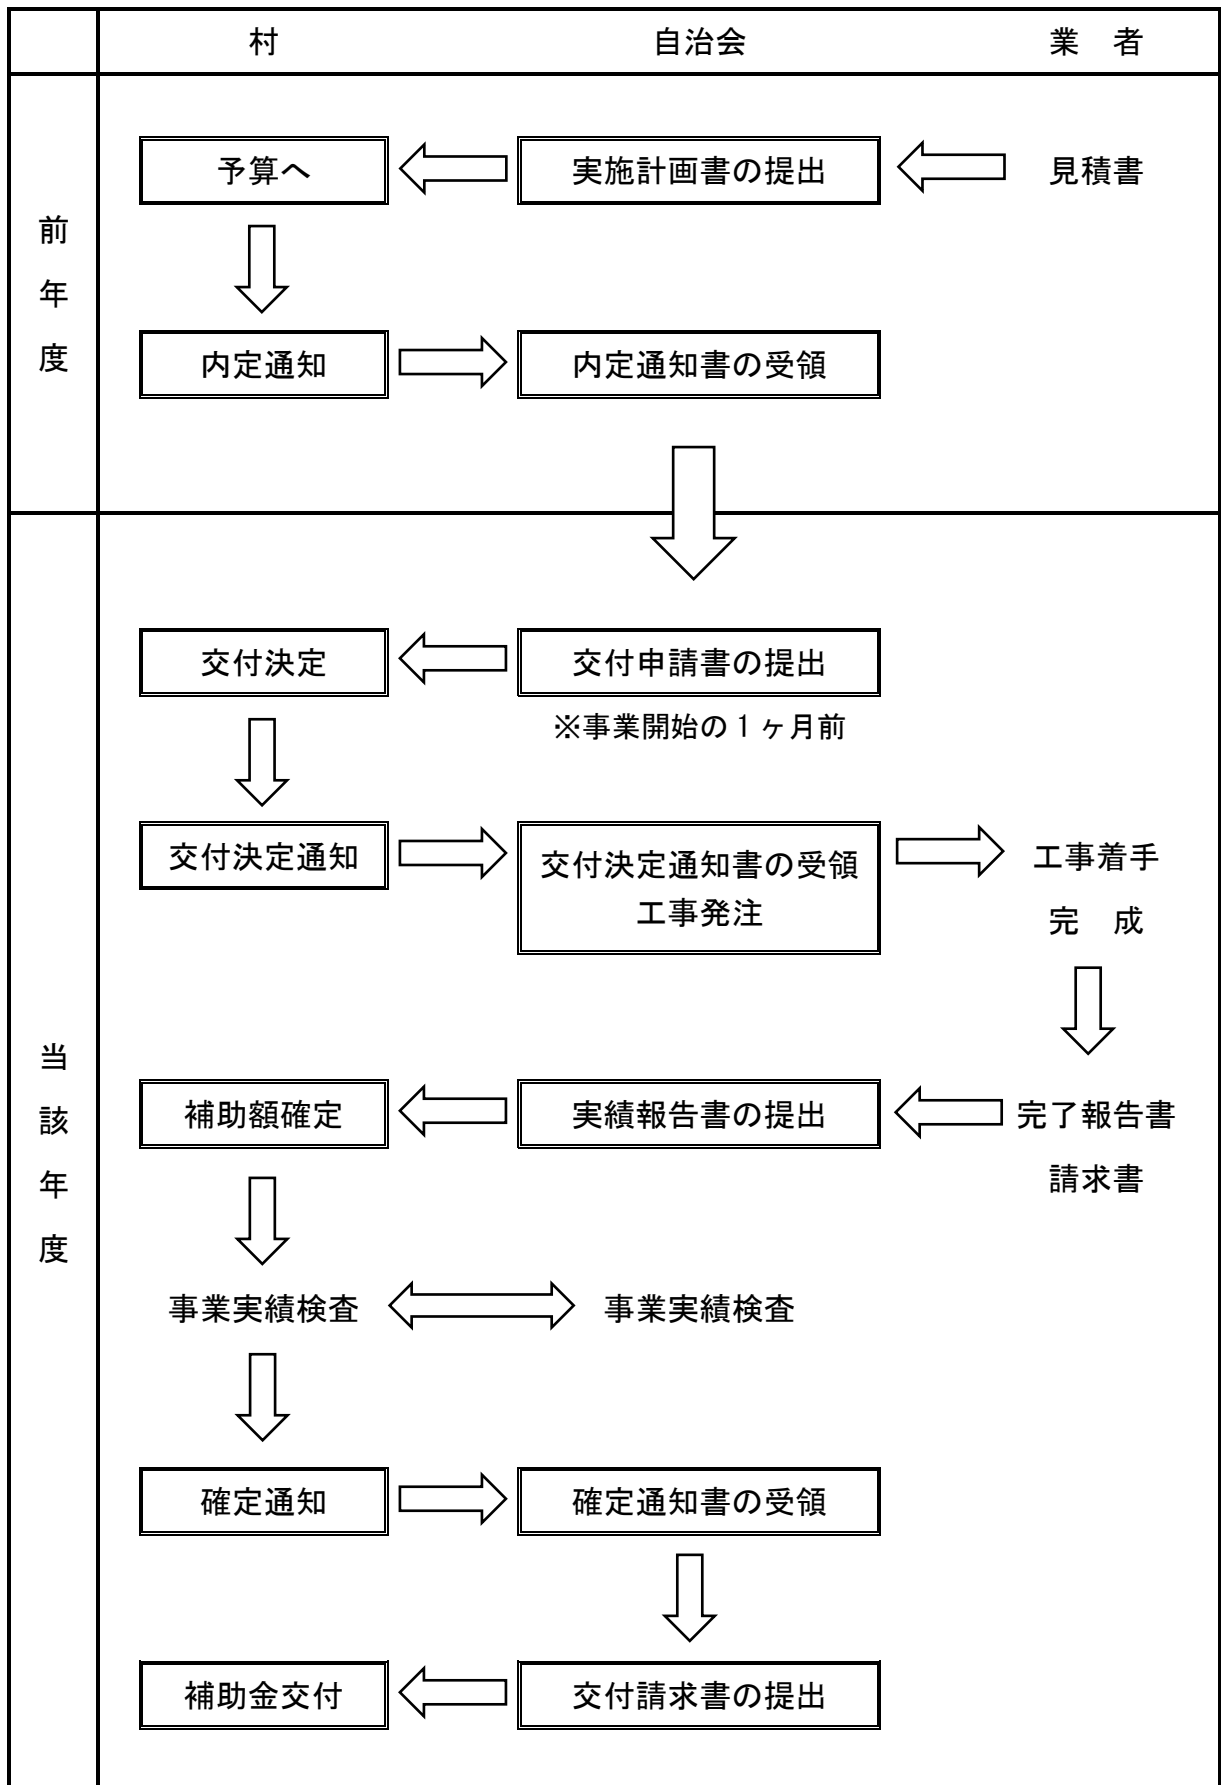 村 自治会 業　者
前年度
予算へ 実施計画書の提出 見積書
内定通知 内定通知書の受領
当該年度
交付決定 交付申請書の提出
※事業開始の１ヶ月前
交付決定通知 交付決定通知書の受領 工事着手
工事発注 完　成
補助額確定 実績報告書の提出 完了報告書
請求書
事業実績検査 事業実績検査
確定通知 確定通知書の受領
補助金交付 交付請求書の提出